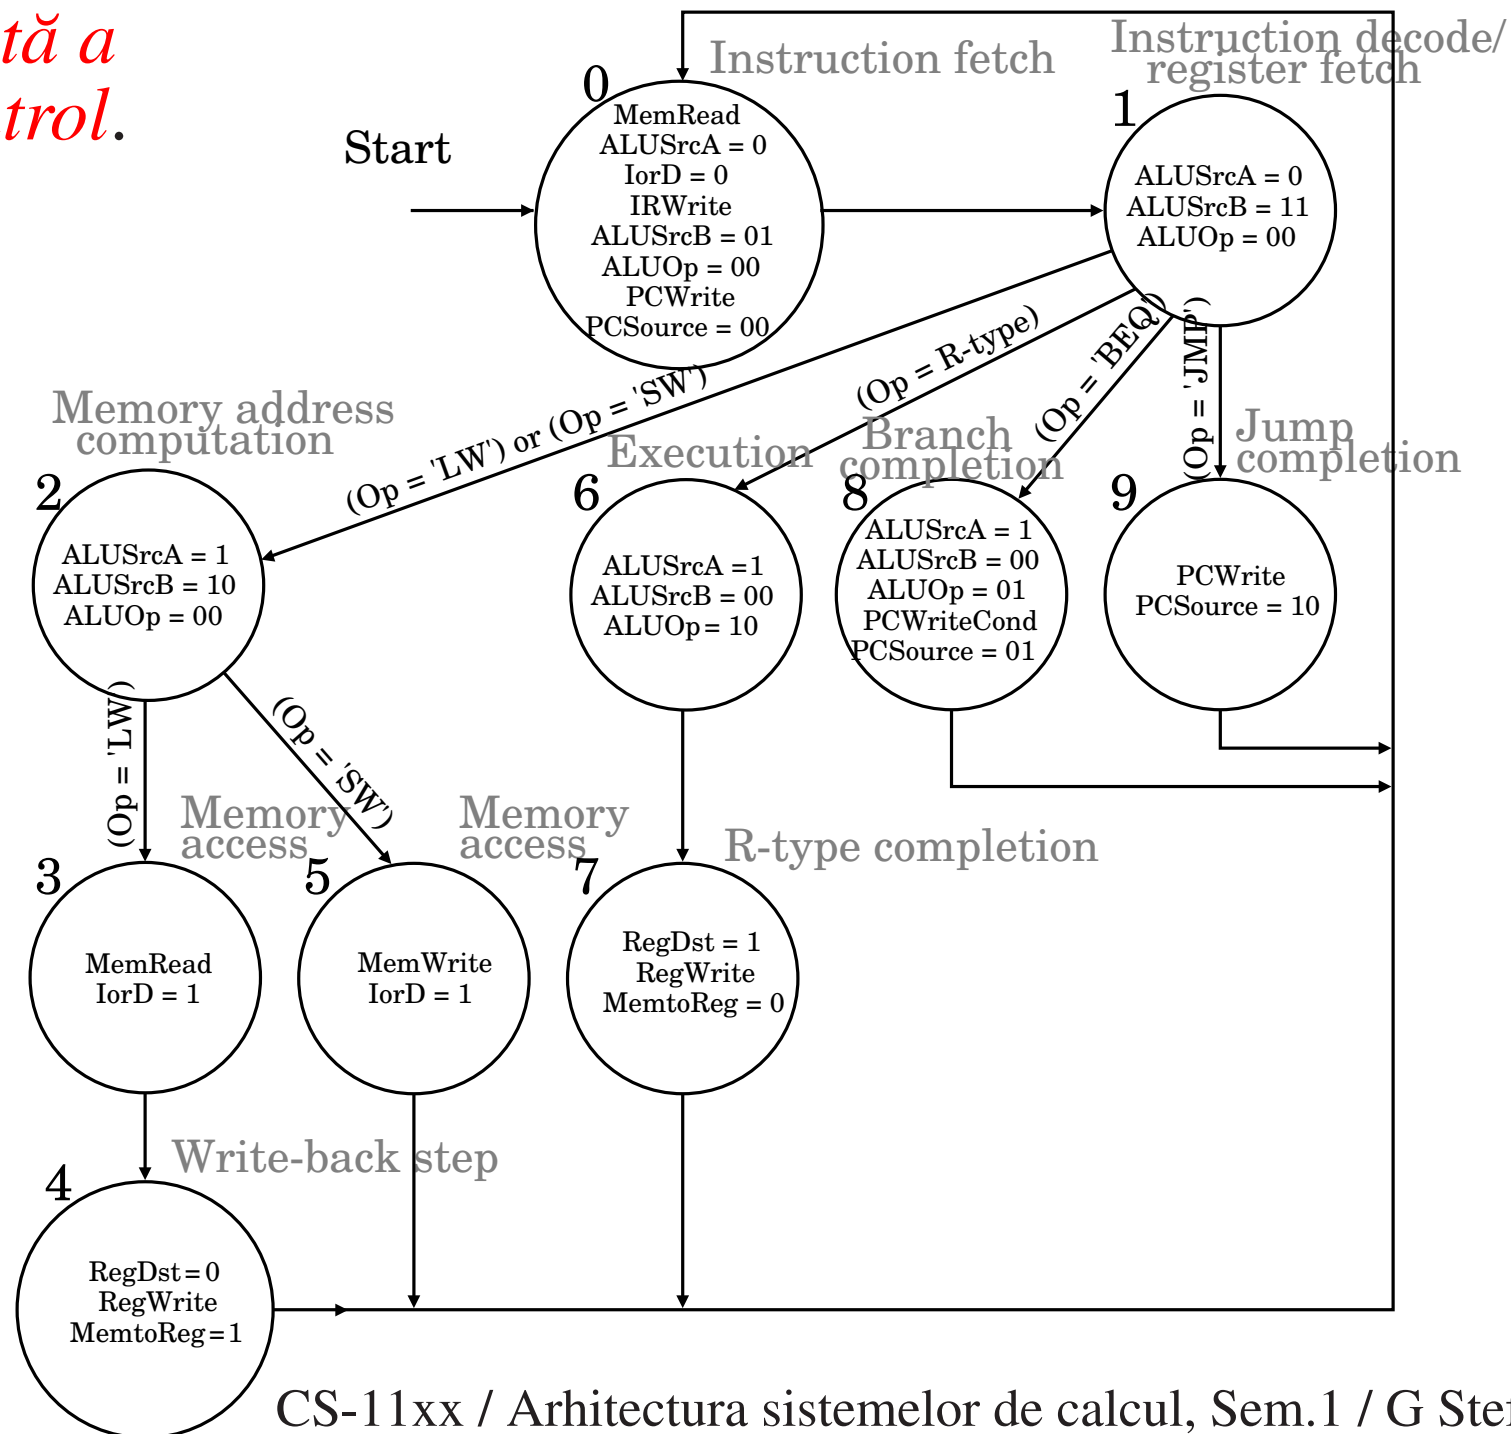 tă a
trol.
Start
0
Instruction fetch
MemRead
ALUSrcA = 0
IorD = 0
IRWrite
ALUSrcB = 01
ALUOp = 00
PCWrite
PCSource = 00
Instruction decode/
register fetch
1
ALUSrcA = 0
ALUSrcB = 11
ALUOp = 00
(Op = 'LW') or (Op = 'SW')
(Op = R-type)
(Op = 'BEQ')
(Op = 'JMP')
Memory address
computation
2
ALUSrcA = 1
ALUSrcB = 10
ALUOp = 00
Execution
6
ALUSrcA =1
ALUSrcB = 00
ALUOp = 10
Branch
completion
8
ALUSrcA = 1
ALUSrcB = 00
ALUOp = 01
PCWriteCond
PCSource = 01
Jump
completion
9
PCWrite
PCSource = 10
(Op = 'LW')
(Op = 'SW')
Memory
access
3
MemRead
IorD = 1
Memory
access
5
MemWrite
IorD = 1
R-type completion
7
RegDst = 1
RegWrite
MemtoReg = 0
Write-back step
4
RegDst = 0
RegWrite
MemtoReg = 1
CS-11xx / Arhitectura sistemelor de calcul, Sem.1 / G Stef